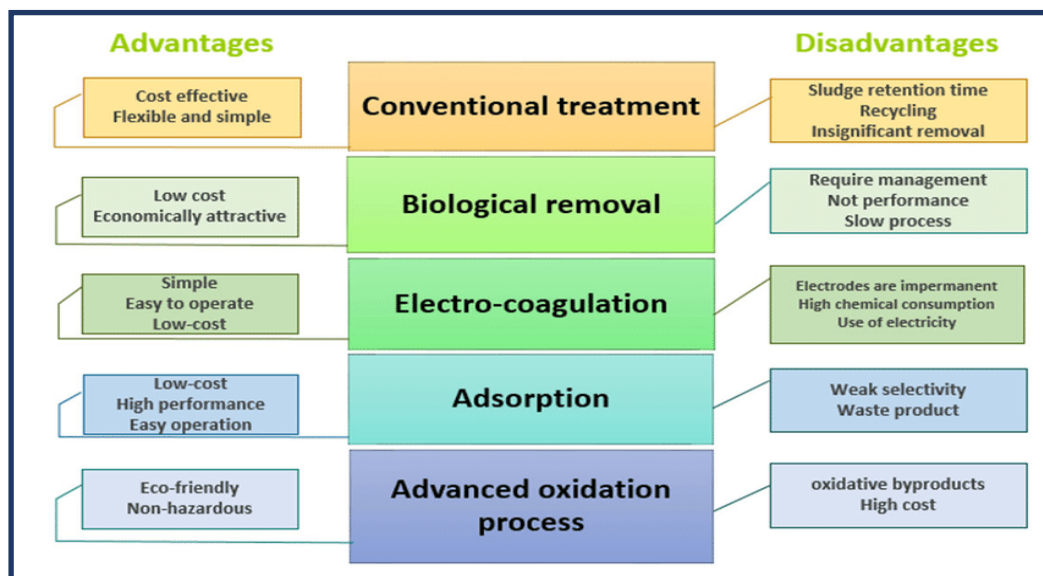 Advantages
Disadvantages
Cost effective
Flexible and simple
Conventional treatment
Sludge retention time
Recycling
Insignificant removal
Low cost
Economically attractive
Biological removal
Require management
Not performance
Slow process
Simple
Easy to operate
Low-cost
Electro-coagulation
Electrodes are impermanent
High chemical consumption
Use of electricity
Low-cost
High performance
Easy operation
Adsorption
Weak selectivity
Waste product
Eco-friendly
Non-hazardous
Advanced oxidation
process
oxidative byproducts
High cost